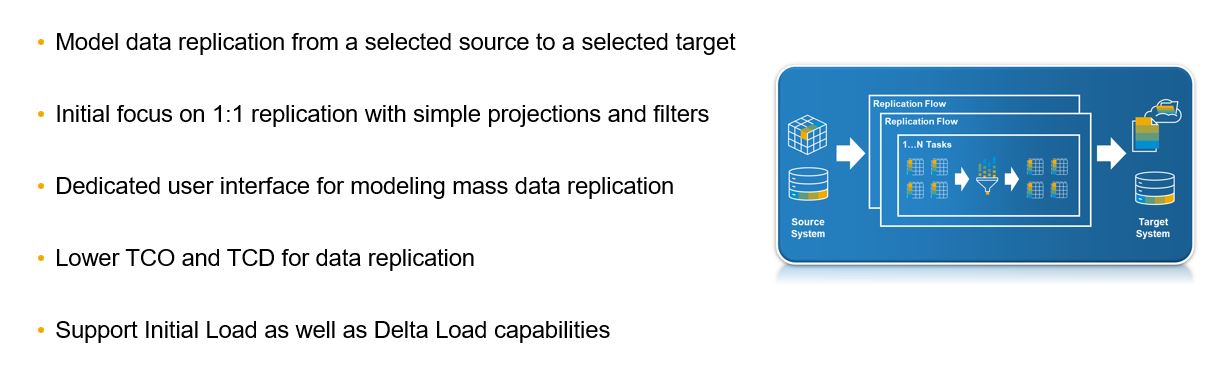 • Model data replication from a selected source to a selected target
• Initial focus on 1:1 replication with simple projections and filters
• Dedicated user interface for modeling mass data replication
• Lower TCO and TCD for data replication
• Support Initial Load as well as Delta Load capabilities
Replication Flow
Replication Flow
1...N Tasks
Source
System
Target
System